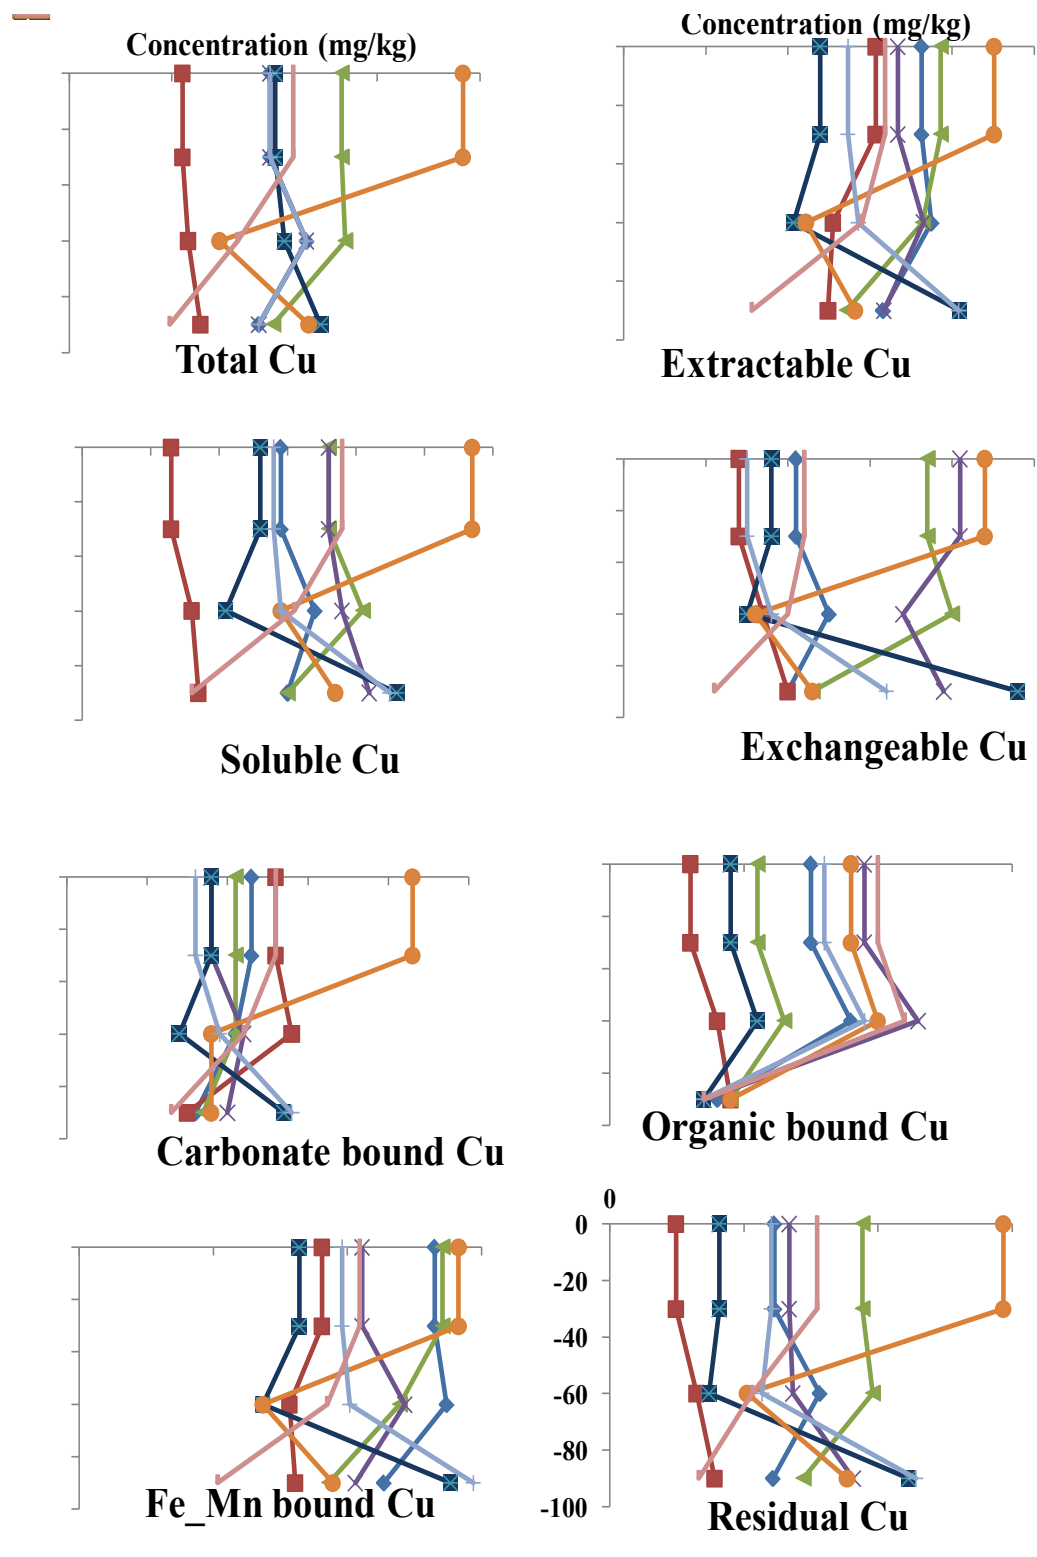 Concentration (mg/kg)
Concentration (mg/kg)
Total Cu
Extractable Cu
Soluble Cu
Exchangeable Cu
Carbonate bound Cu
Organic bound Cu
0
0
-20
-40
-60
-80
-100
Fe_Mn bound Cu
Residual Cu